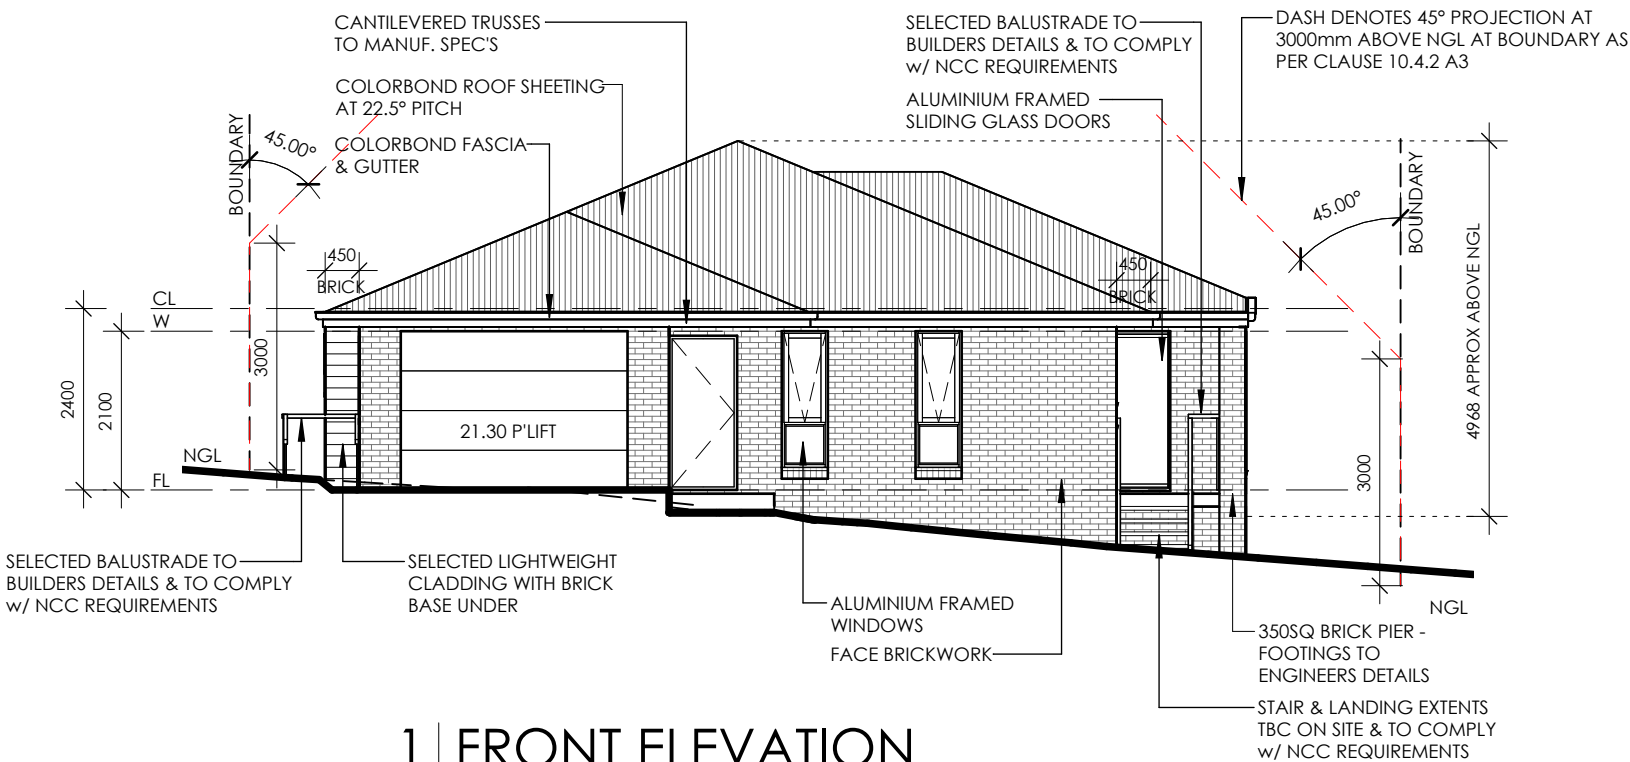 CANTILEVERED TRUSSES
TO MANUF. SPEC'S
SELECTED BALUSTRADE TO
BUILDERS DETAILS & TO COMPLY
w/ NCC REQUIREMENTS
DASH DENOTES 45° PROJECTION AT
3000mm ABOVE NGL AT BOUNDARY AS
PER CLAUSE 10.4.2 A3
COLORBOND ROOF SHEETING
AT 22.5° PITCH
ALUMINIUM FRAMED
SLIDING GLASS DOORS
COLORBOND FASCIA
& GUTTER
BOUNDARY
45.00°
45.00°
BOUNDARY
450
BRICK
450
BRICK
CL
W
3000
2400
2100
4968 APPROX ABOVE NGL
3000
21.30 P'LIFT
NGL
FL
SELECTED BALUSTRADE TO
BUILDERS DETAILS & TO COMPLY
w/ NCC REQUIREMENTS
SELECTED LIGHTWEIGHT
CLADDING WITH BRICK
BASE UNDER
ALUMINIUM FRAMED
WINDOWS
FACE BRICKWORK
NGL
350SQ BRICK PIER -
FOOTINGS TO
ENGINEERS DETAILS
STAIR & LANDING EXTENTS
TBC ON SITE & TO COMPLY
w/ NCC REQUIREMENTS
1 FRONT ELEVATION